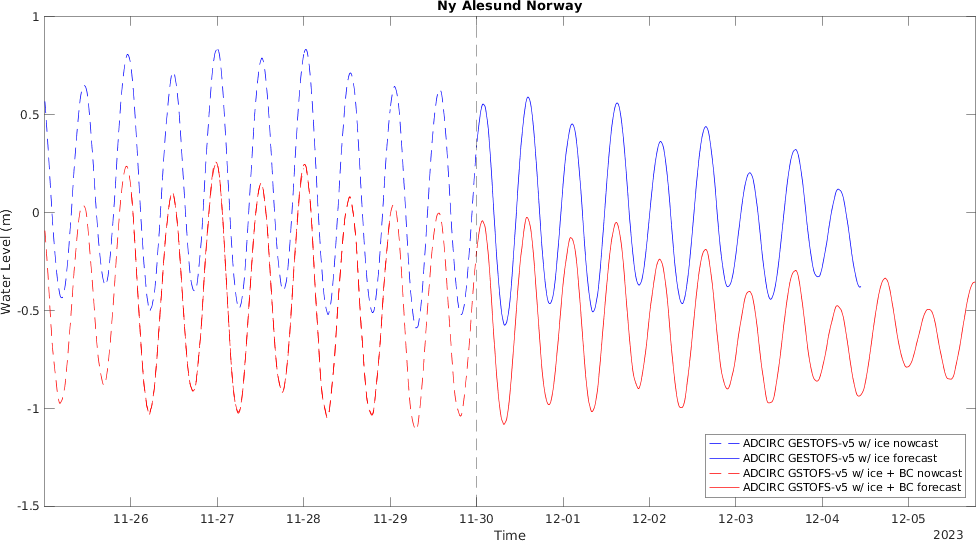 Ny Alesund Norway
1
0.5
0
-0.5
-1
-1.5
Water Level (m)
ADCIRC GESTOFS-v5 w/ ice nowcast
ADCIRC GESTOFS-v5 w/ ice forecast
ADCIRC GSTOFS-v5 w/ ice + BC nowcast
ADCIRC GSTOFS-v5 w/ ice + BC forecast
11-26 11-27 11-28 11-29 11-30 12-01 12-02 12-03 12-04 12-05
Time
2023